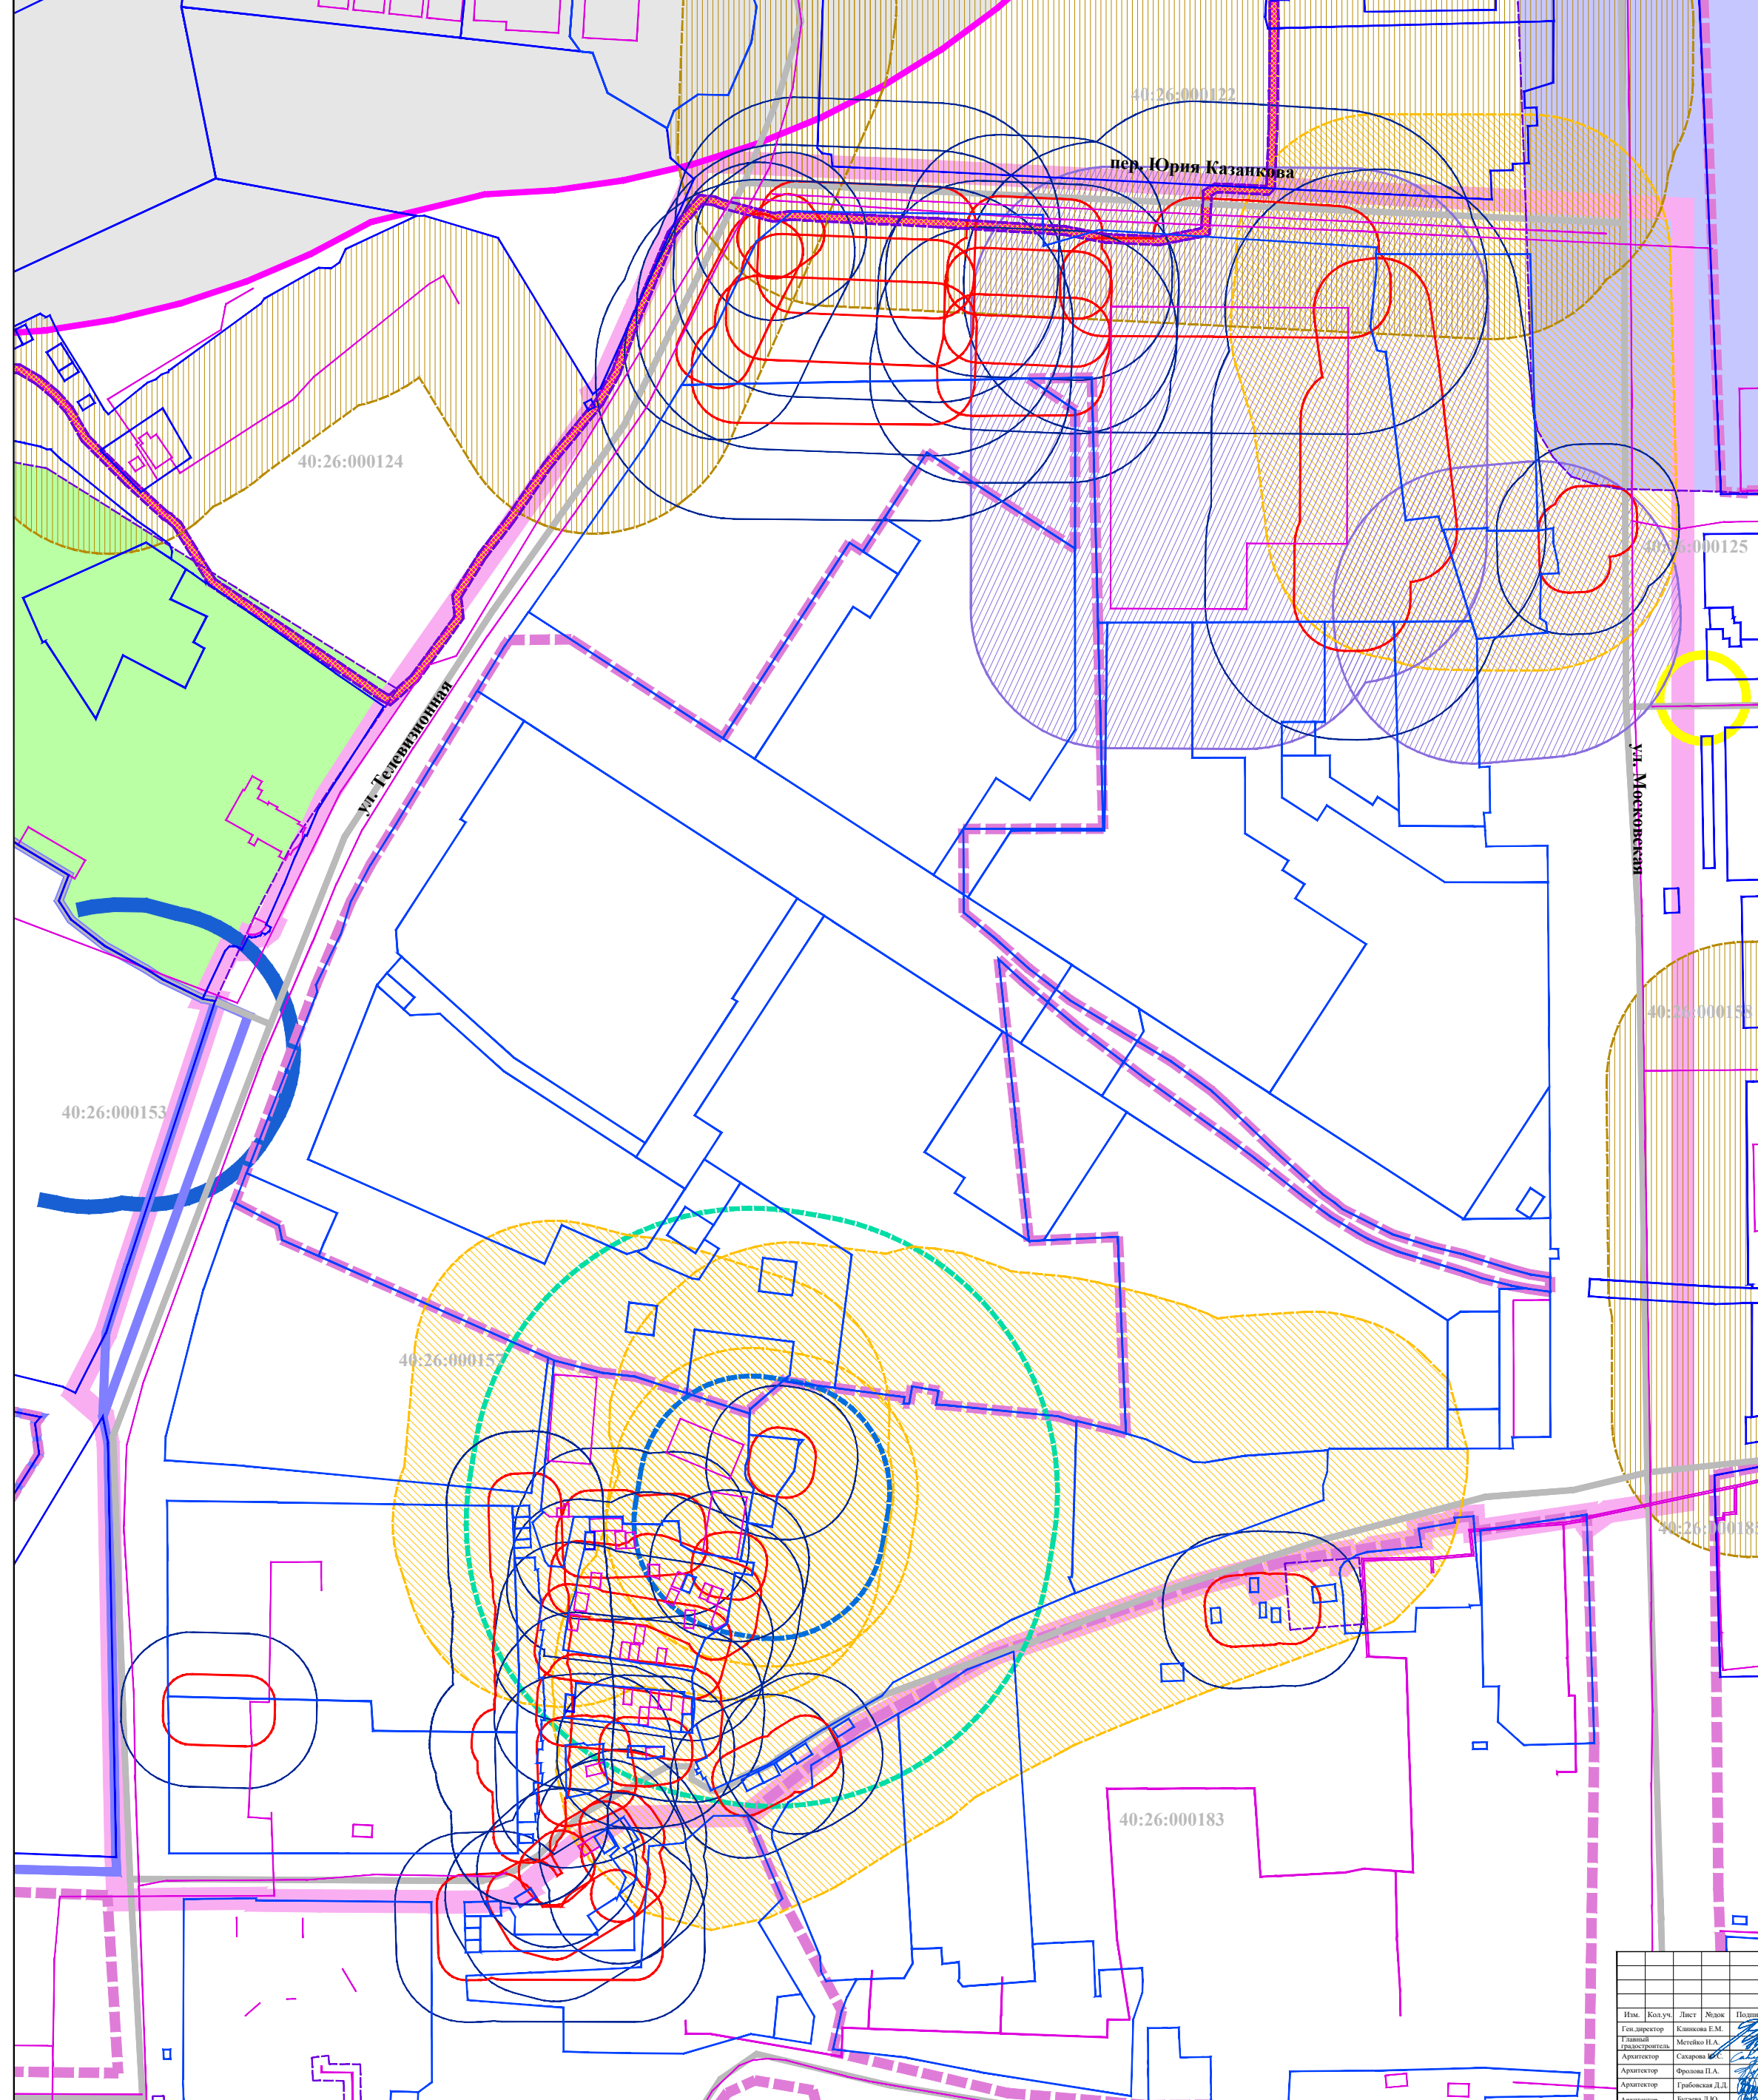 40:26:000122
пер. Юрия Казанкова
40:26:000124
40:26:000125
ул. Телевизионная
ул. Московская
40:26:000158
40:26:000153
40:26:000157
40:26:000183
Изм. Кол.уч. Лист №док
Ген.директор Клинкова Е.М.
Главный градостроитель Метейко Н.А.
Архитектор Сахарова
Архитектор Фролова П.А.
Архитектор Грабовская Д.Д.